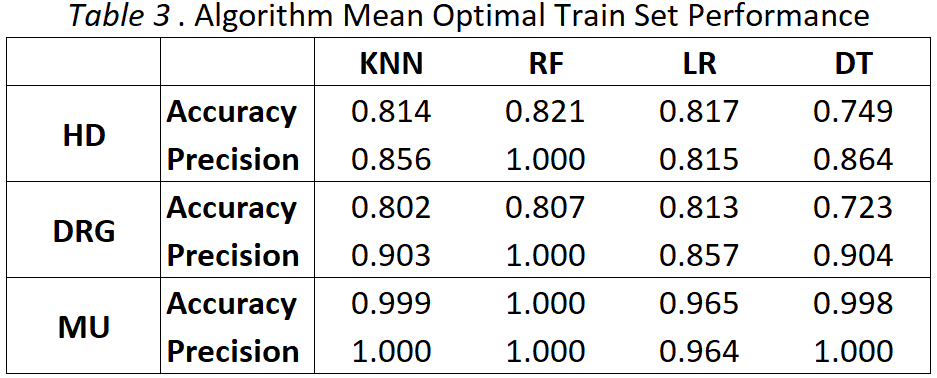 Table 3 . Algorithm Mean Optimal Train Set Performance
KNN RF LR DT
HD
Accuracy 0.814 0.821 0.817 0.749
Precision 0.856 1.000 0.815 0.864
DRG
Accuracy 0.802 0.807 0.813 0.723
Precision 0.903 1.000 0.857 0.904
MU
Accuracy 0.999 1.000 0.965 0.998
Precision 1.000 1.000 0.964 1.000